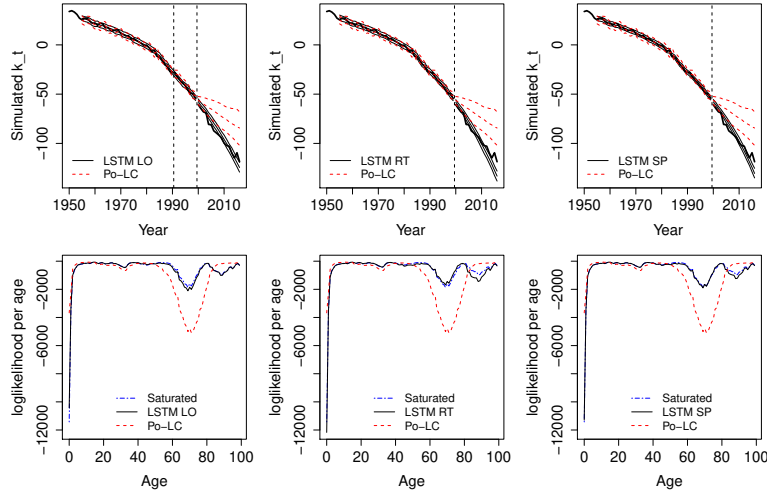 Simulated k_t
0
−50
−100
LSTM LO
Po−LC
1950
1970
1990
2010
Year
Simulated k_t
0
−50
−100
LSTM RT
Po−LC
1950
1970
1990
2010
Year
Simulated k_t
0
−50
−100
LSTM SP
Po−LC
1950
1970
1990
2010
Year
loglikelihood per age
−2000
−6000
−12000
Saturated
LSTM LO
Po−LC
0
20
40
60
80
100
Age
loglikelihood per age
−2000
−6000
−12000
Saturated
LSTM RT
Po−LC
0
20
40
60
80
100
Age
loglikelihood per age
−2000
−6000
−12000
Saturated
LSTM SP
Po−LC
0
20
40
60
80
100
Age